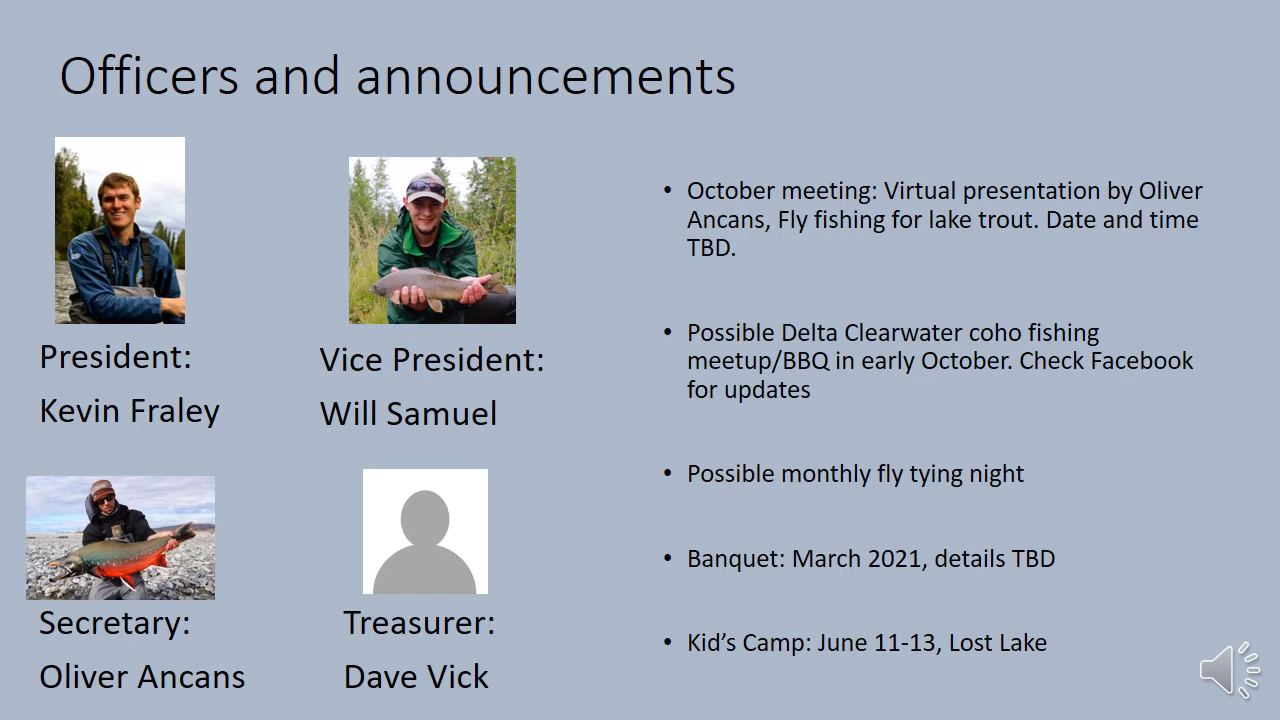 Officers and announcements
President:
Kevin Fraley
Vice President:
Will Samuel
Secretary:
Oliver Ancans
Treasurer:
Dave Vick
• October meeting: Virtual presentation by Oliver
Ancans, Fly fishing for lake trout. Date and time
TBD.
• Possible Delta Clearwater coho fishing
meetup/BBQ in early October. Check Facebook
for updates
• Possible monthly fly tying night
• Banquet: March 2021, details TBD
• Kid’s Camp: June 11-13, Lost Lake